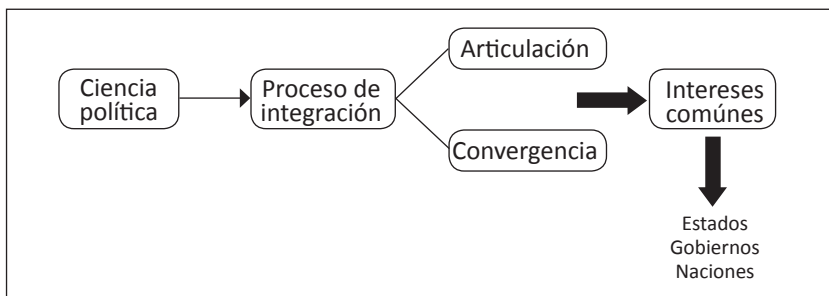 Ciencia
política
Proceso de
integración
Articulación
Convergencia
Intereses
comúnes
Estados
Gobiernos
Naciones